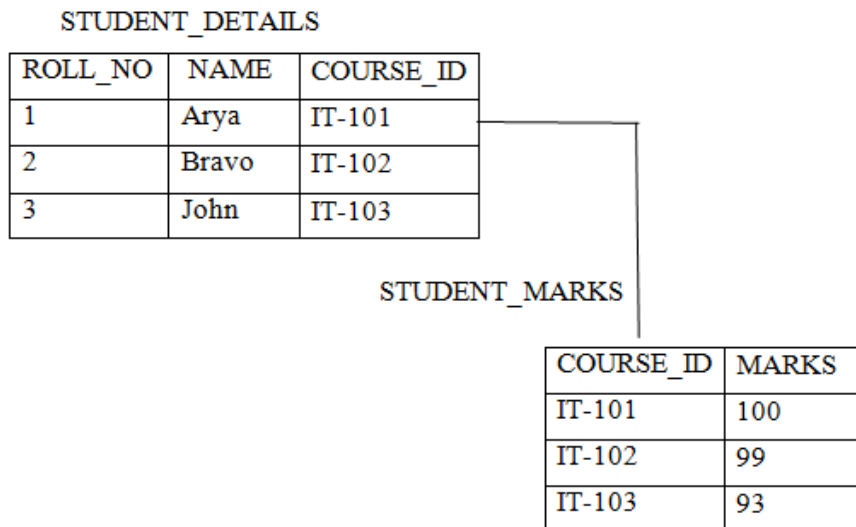 STUDENT_DETAILS
ROLL_NO NAME COURSE_ID
1 Arya IT-101
2 Bravo IT-102
3 John IT-103
STUDENT_MARKS
COURSE_ID MARKS
IT-101 100
IT-102 99
IT-103 93